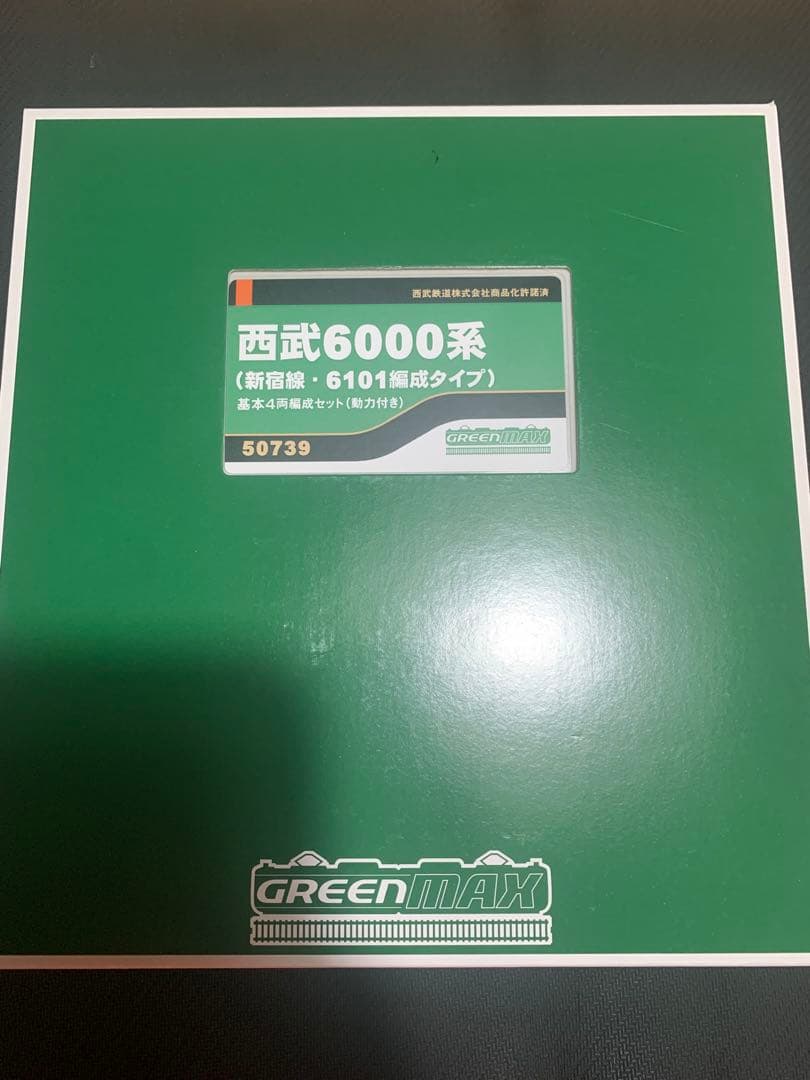 西武鉄道株式会社商品化許諾済
西武6000系
(新宿線・6101編成タイプ)
基本4両編成セット(動力付き)
50739
GREENMAX
GREENMAX